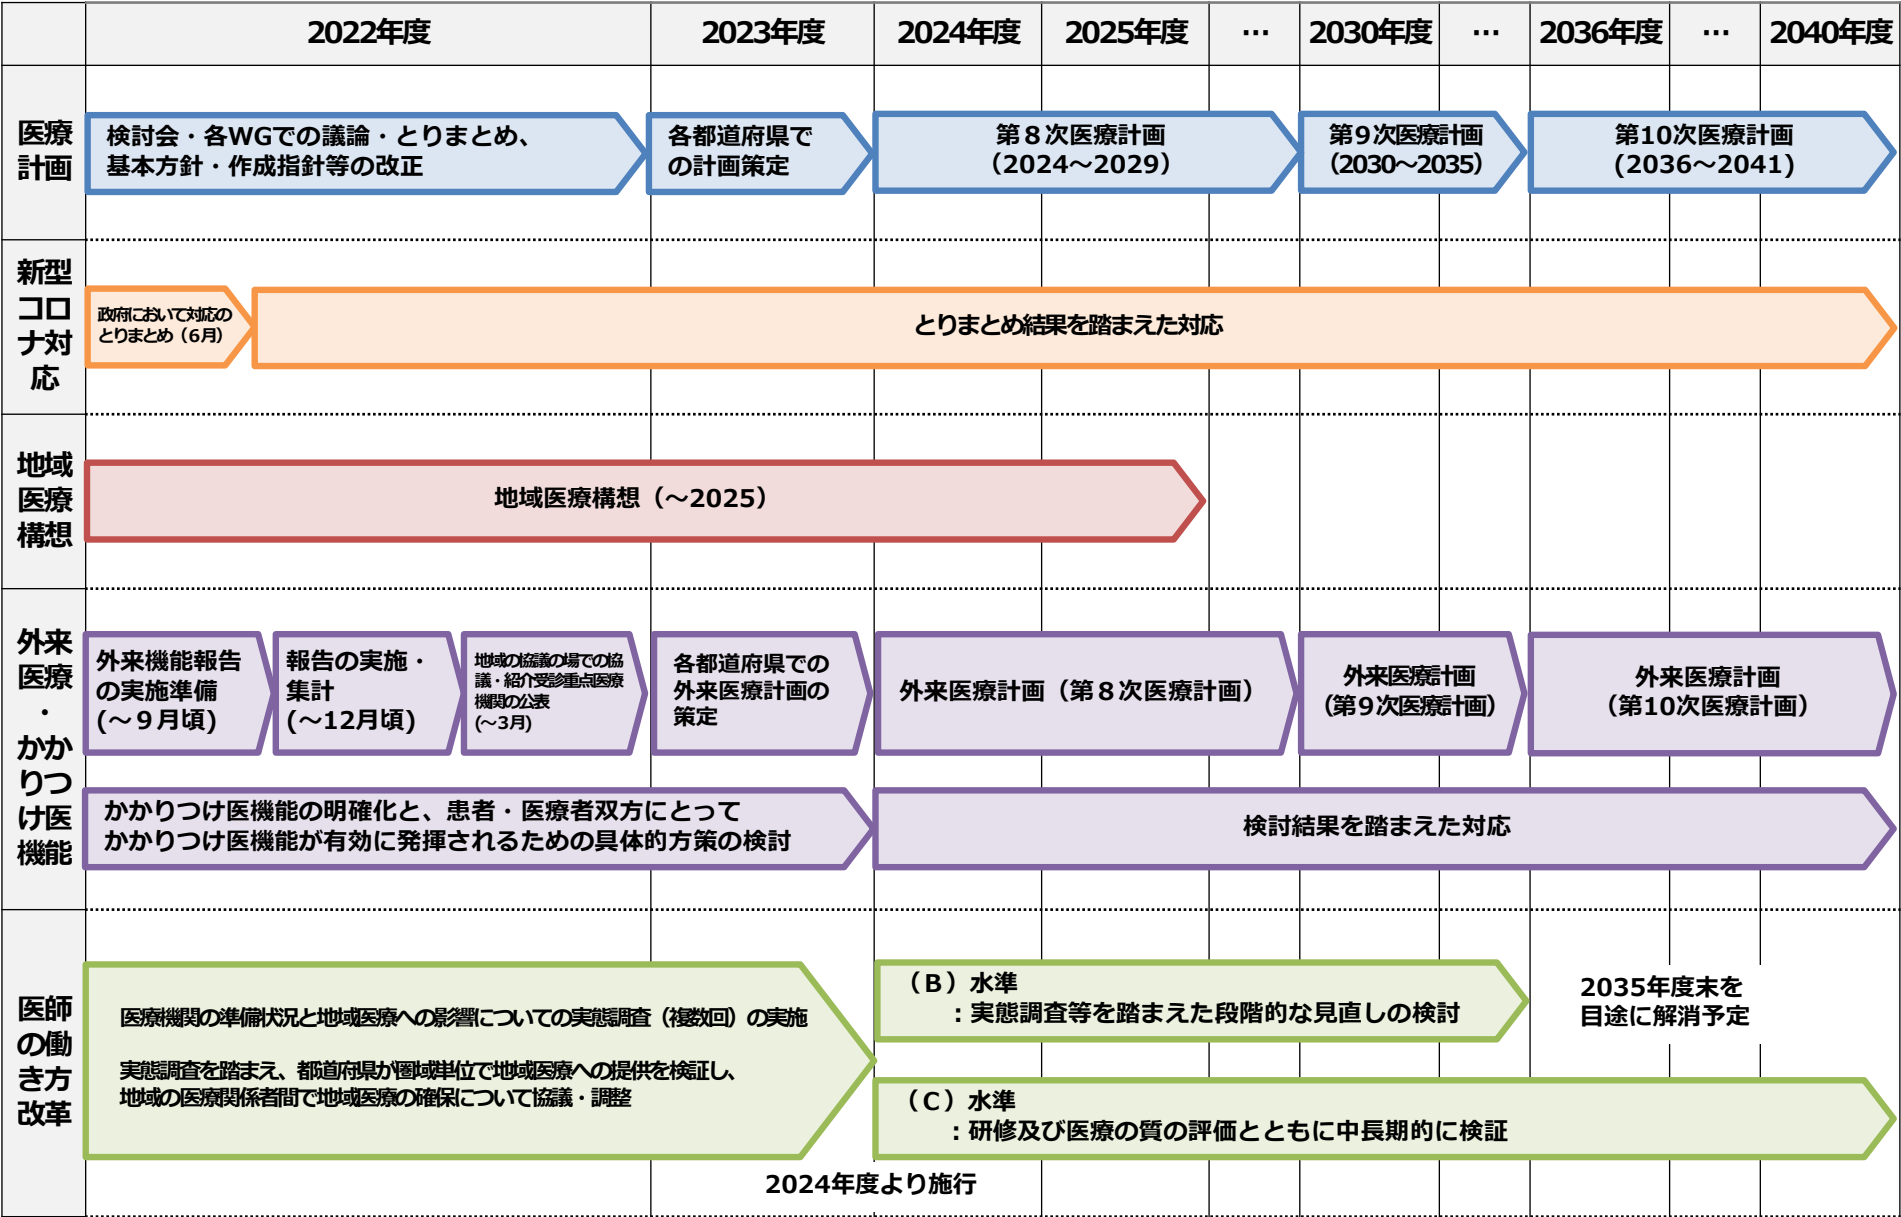 2022年度 2023年度 2024年度 2025年度 … 2030年度 … 2036年度 … 2040年度
医療
計画
検討会・各WGでの議論・とりまとめ、
基本方針・作成指針等の改正
各都道府県で
の計画策定
第８次医療計画
（2024～2029）
第９次医療計画
（2030～2035）
第10次医療計画
(2036～2041)
新型
コロ
ナ対
応
政府において対応の
とりまとめ（6月）
とりまとめ結果を踏まえた対応
地域
医療
構想
地域医療構想（～2025）
外来
医療
・
かか
りつ
け医
機能
外来機能報告
の実施準備
(～９月頃)
報告の実施・
集計
(～12月頃)
地域の協議の場での協
議・紹介受診重点医療
機関の公表
(～3月)
各都道府県での
外来医療計画の
策定
外来医療計画（第８次医療計画）
外来医療計画
（第９次医療計画）
外来医療計画
（第10次医療計画）
かかりつけ医機能の明確化と、患者・医療者双方にとって
かかりつけ医機能が有効に発揮されるための具体的方策の検討
検討結果を踏まえた対応
医師
の働
き方
改革
医療機関の準備状況と地域医療への影響についての実態調査（複数回）の実施
実態調査を踏まえ、都道府県が圏域単位で地域医療への提供を検証し、
地域の医療関係者間で地域医療の確保について協議・調整
（Ｂ）水準
：実態調査等を踏まえた段階的な見直しの検討
2035年度末を
目途に解消予定
（Ｃ）水準
：研修及び医療の質の評価とともに中長期的に検証
2024年度より施行